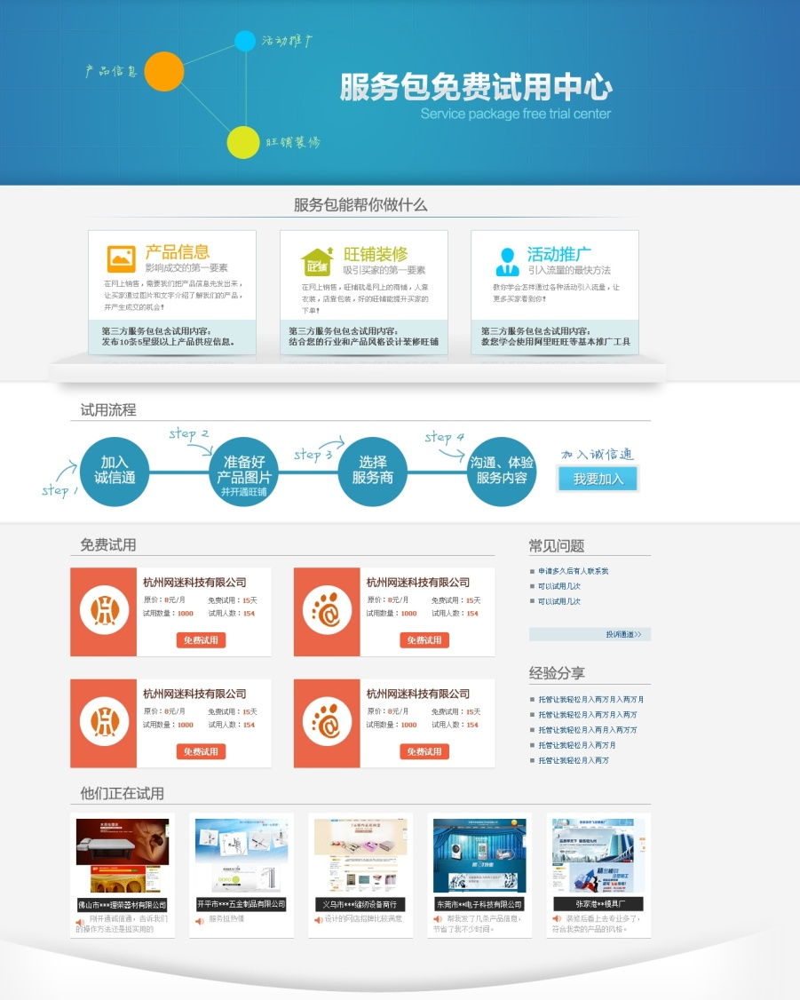 活动推广
产品信息
服务包免费试用中心
Service package free trial center
旺铺装修
服务包能帮你做什么
产品信息
影响成交的第一要素
在网上销售，需要我们把产品信息先发出来，
让买家通过图片和文字介绍了解我们的产品，
并产生成交的机会！
第三方服务包包含试用内容：
发布10条5星级以上产品供应信息。
旺铺
旺铺装修
吸引买家的第一要素
在网上销售，旺铺就是网上的商铺，人靠
衣装，店靠包装，好的旺铺能提升买家的
下单！
第三方服务包包含试用内容：
结合您的行业和产品风格设计装修旺铺
活动推广
引入流量的最快方法
教你学会怎样通过各种活动引入流量，让
更多买家看到你！
第三方服务包包含试用内容：
教您学会使用阿里旺旺等基本推广工具
试用流程
step 1
加入
诚信通
step 2
准备好
产品图片
并开通旺铺
step 3
选择
服务商
step 4
沟通、体验
服务内容
加入诚信通
我要加入
免费试用
杭州网迷科技有限公司
原价：8元/月 免费试用：15天
试用数量：1000 试用人数：154
免费试用
杭州网迷科技有限公司
原价：8元/月 免费试用：15天
试用数量：1000 试用人数：154
免费试用
杭州网迷科技有限公司
原价：8元/月 免费试用：15天
试用数量：1000 试用人数：154
免费试用
杭州网迷科技有限公司
原价：8元/月 免费试用：15天
试用数量：1000 试用人数：154
免费试用
常见问题
申请多久后有人联系我
可以试用几次
可以试用几次
投诉通道>>
经验分享
托管让我轻松月入两万月入两万月
托管让我轻松月入两万月入两万
托管让我轻松月入两月入两万万
托管让我轻松月入两万月
托管让我轻松月入两万
他们正在试用
佛山市***理荣器材有限公司
刚开通诚信通，告诉我们
的操作方法还是挺实用的
开平市***五金制品有限公司
服务挺热情
义乌市***缝纫设备商行
设计的网店招牌比较满意
东莞市**电子科技有限公司
帮我发了几条产品信息，
节省了我不少时间。
张家港**模具厂
装修后看上去专业多了，
符合我卖的产品的风格。